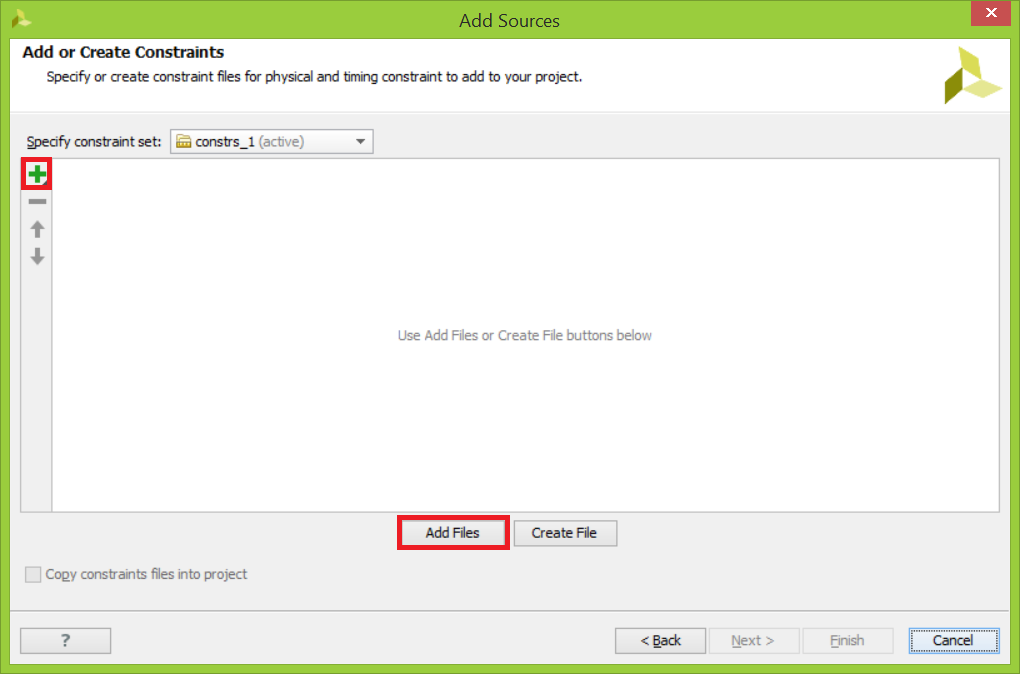 Add Sources
Add or Create Constraints
Specify or create constraint files for physical and timing constraint to add to your project.
Specify constraint set: constrs_1 (active)
Use Add Files or Create File buttons below
Add Files Create File
Copy constraints files into project
? < Back Next > Finish Cancel